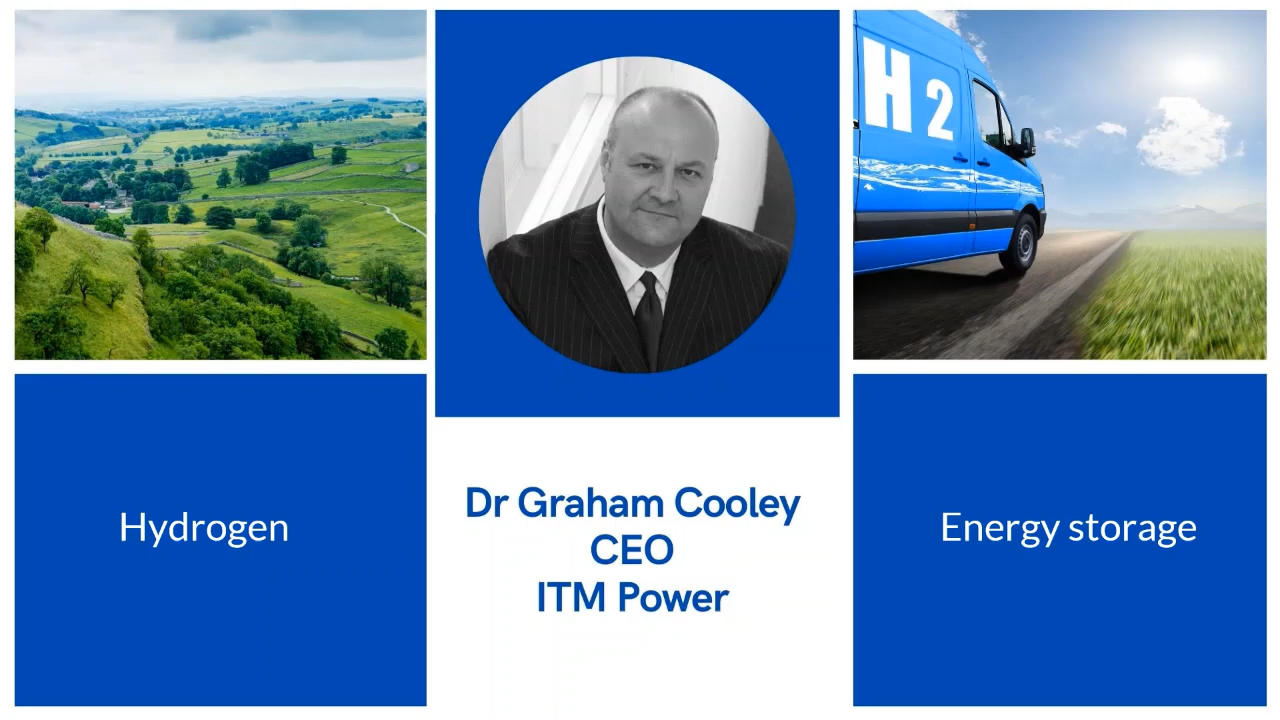 H2
Hydrogen
Dr Graham Cooley
CEO
ITM Power
Energy storage